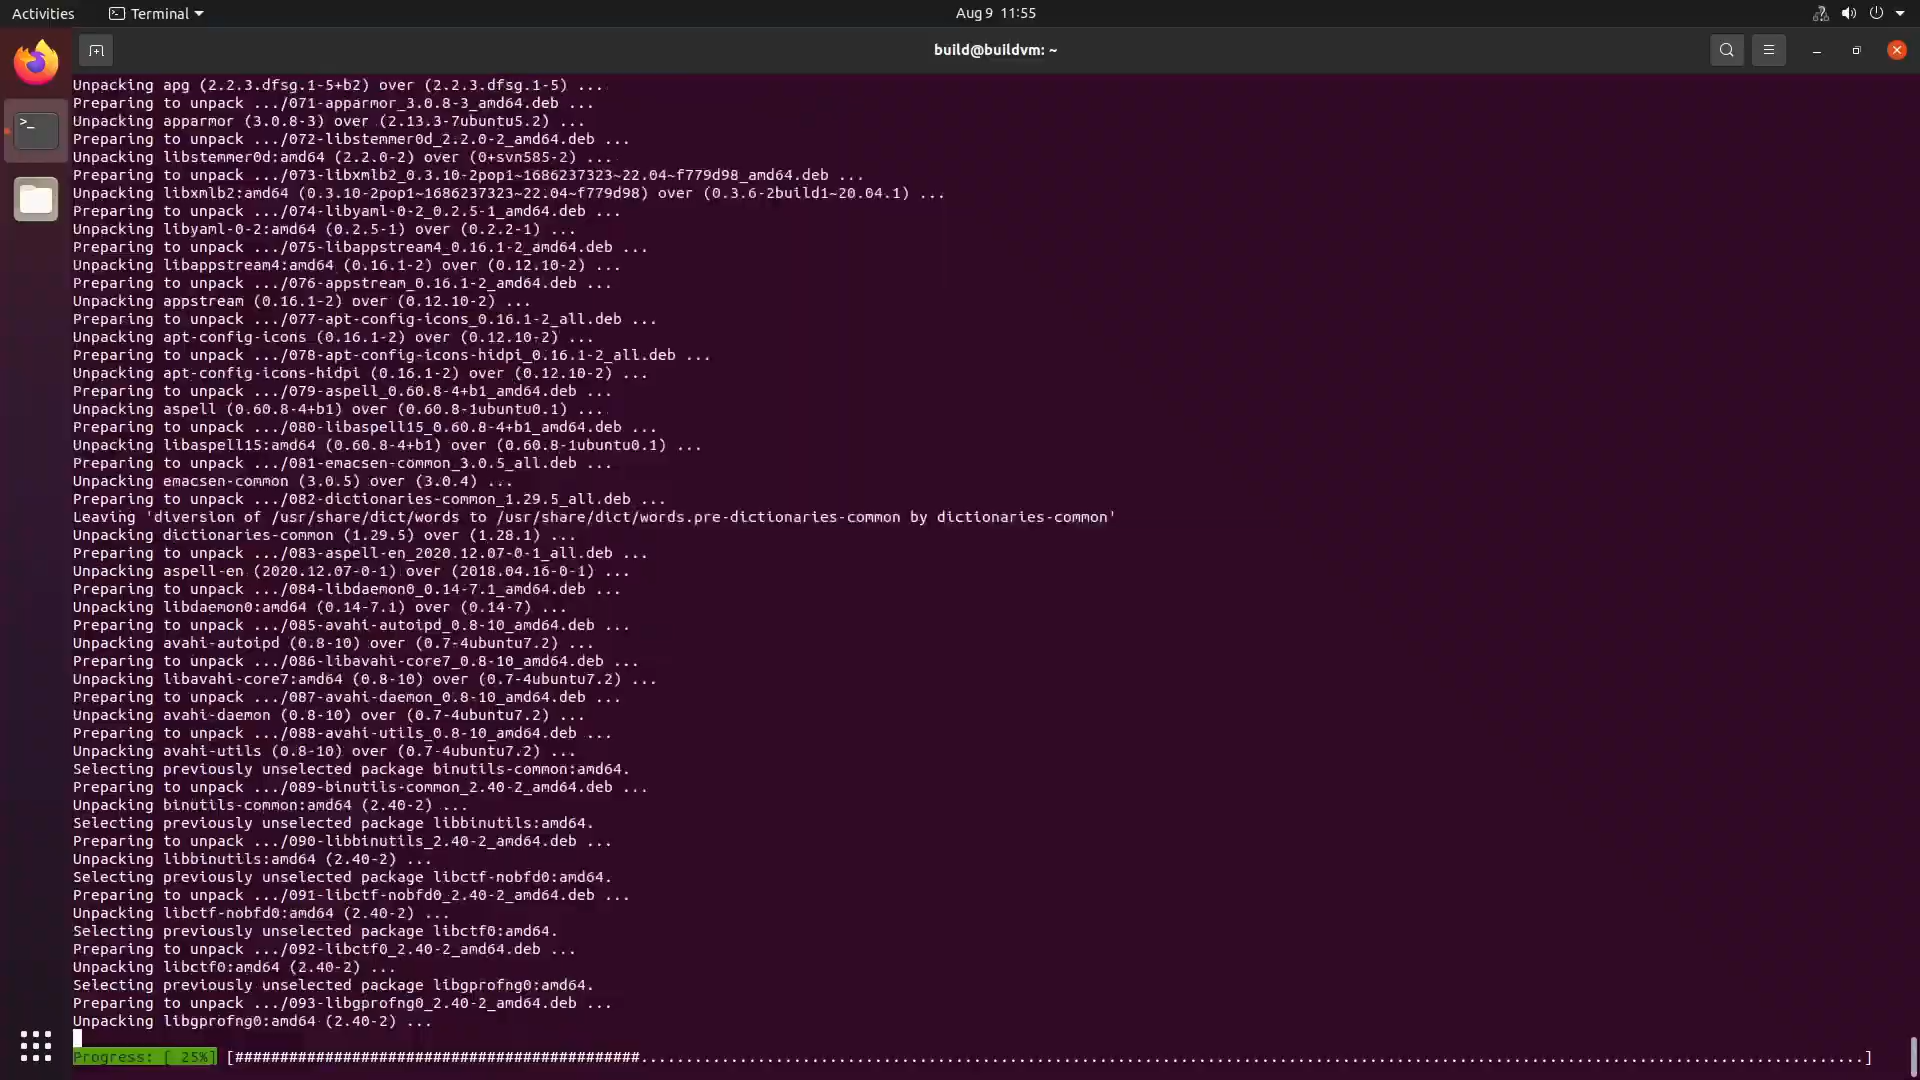 Activities
Terminal
Aug 9 11:55
build@buildvm: ~
Unpacking apg (2.2.3.dfsg.1-5+b2) over (2.2.3.dfsg.1-5) ...
Preparing to unpack .../071-apparmor_3.0.8-3_amd64.deb ...
Unpacking apparmor (3.0.8-3) over (2.13.3-7ubuntu5.2) ...
Preparing to unpack .../072-libstemmer0d_2.2.0-2_amd64.deb ...
Unpacking libstemmer0d:amd64 (2.2.0-2) over (0+svn585-2) ...
Preparing to unpack .../073-libxmlb2_0.3.10-2pop1~1686237323~22.04~f779d98_amd64.deb ...
Unpacking libxmlb2:amd64 (0.3.10-2pop1~1686237323~22.04~f779d98) over (0.3.6-2build1~20.04.1) ...
Preparing to unpack .../074-libyaml-0-2_0.2.5-1_amd64.deb ...
Unpacking libyaml-0-2:amd64 (0.2.5-1) over (0.2.2-1) ...
Preparing to unpack .../075-libappstream4_0.16.1-2_amd64.deb ...
Unpacking libappstream4:amd64 (0.16.1-2) over (0.12.10-2) ...
Preparing to unpack .../076-appstream_0.16.1-2_amd64.deb ...
Unpacking appstream (0.16.1-2) over (0.12.10-2) ...
Preparing to unpack .../077-apt-config-icons_0.16.1-2_all.deb ...
Unpacking apt-config-icons (0.16.1-2) over (0.12.10-2) ...
Preparing to unpack .../078-apt-config-icons-hidpi_0.16.1-2_all.deb ...
Unpacking apt-config-icons-hidpi (0.16.1-2) over (0.12.10-2) ...
Preparing to unpack .../079-aspell_0.60.8-4+b1_amd64.deb ...
Unpacking aspell (0.60.8-4+b1) over (0.60.8-1ubuntu0.1) ...
Preparing to unpack .../080-libaspell15_0.60.8-4+b1_amd64.deb ...
Unpacking libaspell15:amd64 (0.60.8-4+b1) over (0.60.8-1ubuntu0.1) ...
Preparing to unpack .../081-emacsen-common_3.0.5_all.deb ...
Unpacking emacsen-common (3.0.5) over (3.0.4) ...
Preparing to unpack .../082-dictionaries-common_1.29.5_all.deb ...
Leaving 'diversion of /usr/share/dict/words to /usr/share/dict/words.pre-dictionaries-common by dictionaries-common'
Unpacking dictionaries-common (1.29.5) over (1.28.1) ...
Preparing to unpack .../083-aspell-en_2020.12.07-0-1_all.deb ...
Unpacking aspell-en (2020.12.07-0-1) over (2018.04.16-0-1) ...
Preparing to unpack .../084-libdaemon0_0.14-7.1_amd64.deb ...
Unpacking libdaemon0:amd64 (0.14-7.1) over (0.14-7) ...
Preparing to unpack .../085-avahi-autoipd_0.8-10_amd64.deb ...
Unpacking avahi-autoipd (0.8-10) over (0.7-4ubuntu7.2) ...
Preparing to unpack .../086-libavahi-core7_0.8-10_amd64.deb ...
Unpacking libavahi-core7:amd64 (0.8-10) over (0.7-4ubuntu7.2) ...
Preparing to unpack .../087-avahi-daemon_0.8-10_amd64.deb ...
Unpacking avahi-daemon (0.8-10) over (0.7-4ubuntu7.2) ...
Preparing to unpack .../088-avahi-utils_0.8-10_amd64.deb ...
Unpacking avahi-utils (0.8-10) over (0.7-4ubuntu7.2) ...
Selecting previously unselected package binutils-common:amd64.
Preparing to unpack .../089-binutils-common_2.40-2_amd64.deb ...
Unpacking binutils-common:amd64 (2.40-2) ...
Selecting previously unselected package libbinutils:amd64.
Preparing to unpack .../090-libbinutils_2.40-2_amd64.deb ...
Unpacking libbinutils:amd64 (2.40-2) ...
Selecting previously unselected package libctf-nobfd0:amd64.
Preparing to unpack .../091-libctf-nobfd0_2.40-2_amd64.deb ...
Unpacking libctf-nobfd0:amd64 (2.40-2) ...
Selecting previously unselected package libctf0:amd64.
Preparing to unpack .../092-libctf0_2.40-2_amd64.deb ...
Unpacking libctf0:amd64 (2.40-2) ...
Selecting previously unselected package libgprofng0:amd64.
Preparing to unpack .../093-libgprofng0_2.40-2_amd64.deb ...
Unpacking libgprofng0:amd64 (2.40-2) ...
Progress: [ 25%] [#############################################........................................................................................................................................]